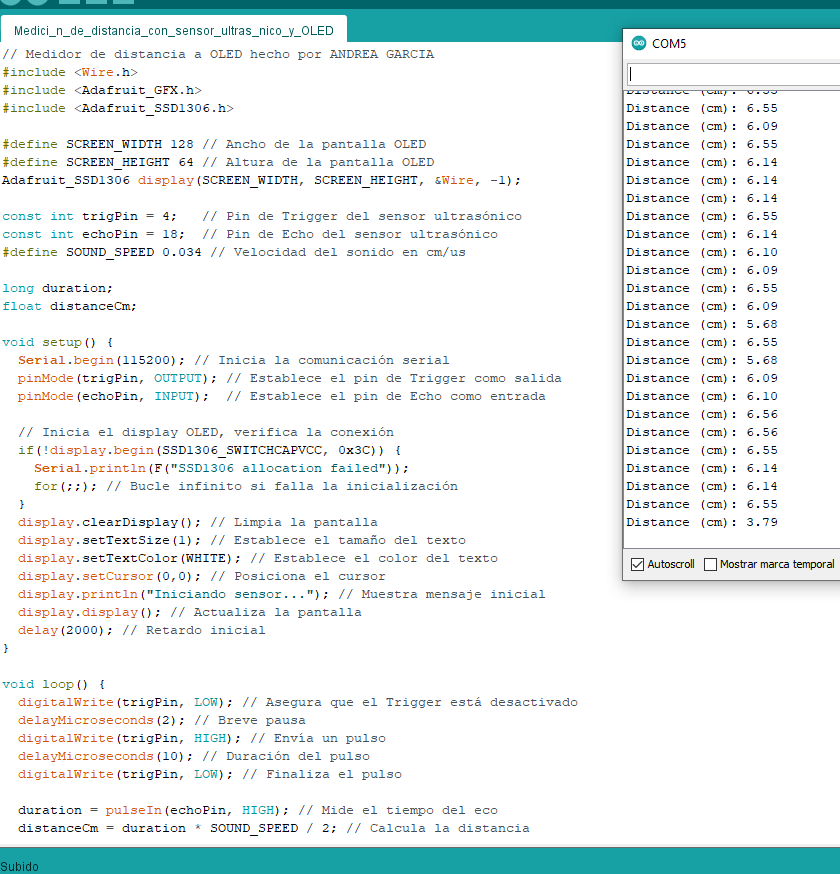 Medici_n_de_distancia_con_sensor_ultras_nico_y_OLED
// Medidor de distancia a OLED hecho por ANDREA GARCIA
#include <Wire.h>
#include <Adafruit_GFX.h>
#include <Adafruit_SSD1306.h>
#define SCREEN_WIDTH 128 // Ancho de la pantalla OLED
#define SCREEN_HEIGHT 64 // Altura de la pantalla OLED
Adafruit_SSD1306 display(SCREEN_WIDTH, SCREEN_HEIGHT, &Wire, -1);
const int trigPin = 4;   // Pin de Trigger del sensor ultrasónico
const int echoPin = 18;  // Pin de Echo del sensor ultrasónico
#define SOUND_SPEED 0.034 // Velocidad del sonido en cm/us
long duration;
float distanceCm;
void setup() {
  Serial.begin(115200); // Inicia la comunicación serial
  pinMode(trigPin, OUTPUT); // Establece el pin de Trigger como salida
  pinMode(echoPin, INPUT);  // Establece el pin de Echo como entrada
  // Inicia el display OLED, verifica la conexión
  if(!display.begin(SSD1306_SWITCHCAPVCC, 0x3C)) {
    Serial.println(F("SSD1306 allocation failed"));
    for(;;); // Bucle infinito si falla la inicialización
  }
  display.clearDisplay(); // Limpia la pantalla
  display.setTextSize(1); // Establece el tamaño del texto
  display.setTextColor(WHITE); // Establece el color del texto
  display.setCursor(0,0); // Posiciona el cursor
  display.println("Iniciando sensor..."); // Muestra mensaje inicial
  display.display(); // Actualiza la pantalla
  delay(2000); // Retardo inicial
}
void loop() {
  digitalWrite(trigPin, LOW); // Asegura que el Trigger está desactivado
  delayMicroseconds(2); // Breve pausa
  digitalWrite(trigPin, HIGH); // Envía un pulso
  delayMicroseconds(10); // Duración del pulso
  digitalWrite(trigPin, LOW); // Finaliza el pulso
  duration = pulseIn(echoPin, HIGH); // Mide el tiempo del eco
  distanceCm = duration * SOUND_SPEED / 2; // Calcula la distancia
Subido
COM5
Distance (cm): 6.55
Distance (cm): 6.55
Distance (cm): 6.09
Distance (cm): 6.55
Distance (cm): 6.14
Distance (cm): 6.14
Distance (cm): 6.14
Distance (cm): 6.55
Distance (cm): 6.14
Distance (cm): 6.10
Distance (cm): 6.09
Distance (cm): 6.55
Distance (cm): 6.09
Distance (cm): 5.68
Distance (cm): 6.55
Distance (cm): 5.68
Distance (cm): 6.09
Distance (cm): 6.10
Distance (cm): 6.56
Distance (cm): 6.56
Distance (cm): 6.55
Distance (cm): 6.14
Distance (cm): 6.14
Distance (cm): 6.55
Distance (cm): 3.79
Autoscroll
Mostrar marca temporal